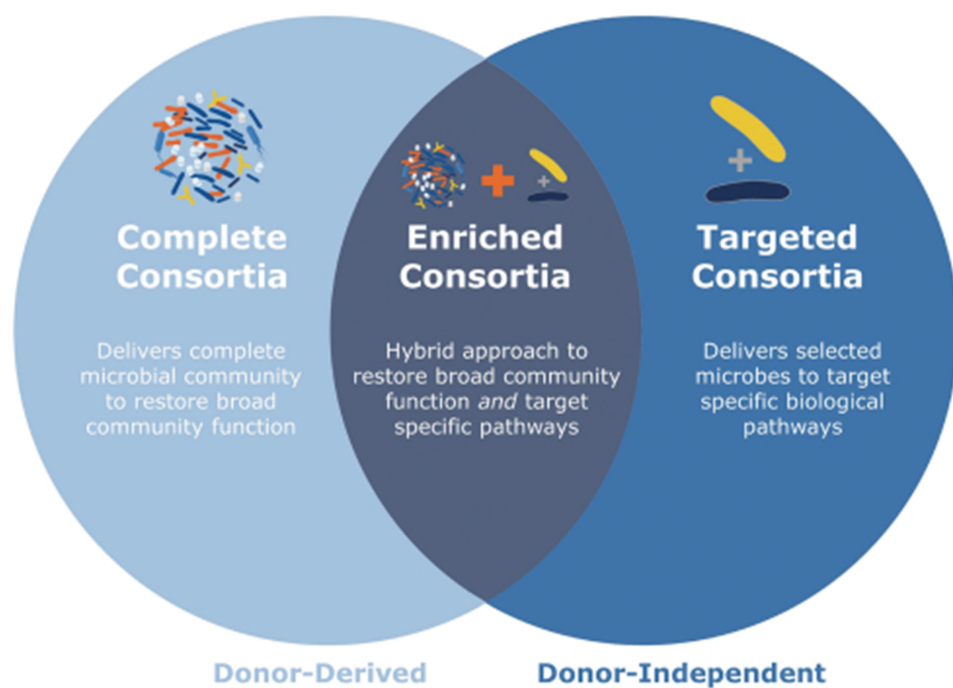 Complete
Consortia
Delivers complete
microbial community
to restore broad
community function
Enriched
Consortia
Hybrid approach to
restore broad community
function and target
specific pathways
Targeted
Consortia
Delivers selected
microbes to target
specific biological
pathways
Donor-Derived
Donor-Independent